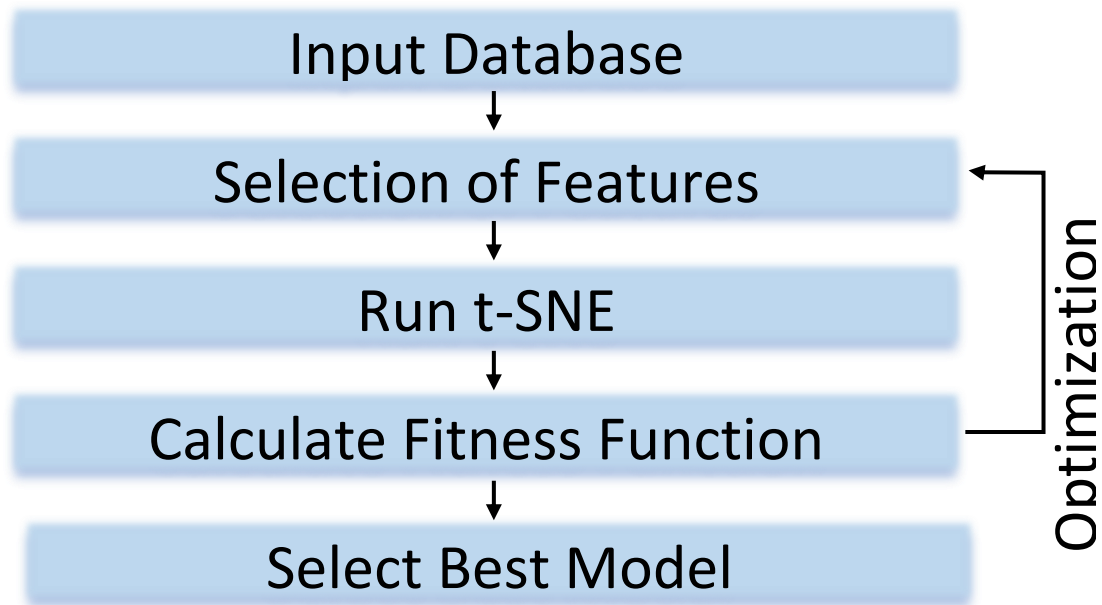 Input Database
Selection of Features
Run t-SNE
Calculate Fitness Function
Select Best Model
Optimization